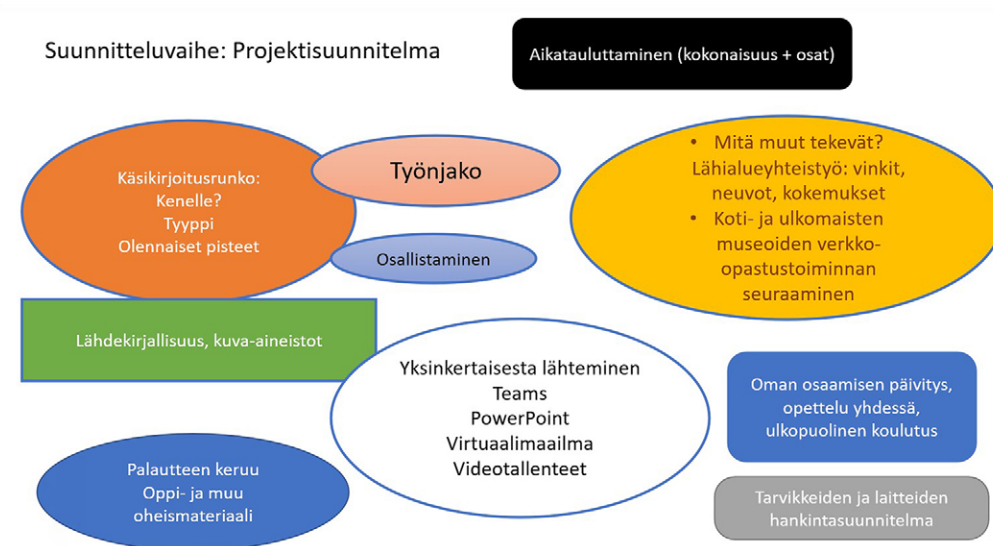 Suunnitteluvaihe: Projektisuunnitelma
Aikatauluttaminen (kokonaisuus + osat)
Käsikirjoitusrunko:
Kenelle?
Tyyppi
Olennaiset pisteet
Työnjako
Osallistaminen
• Mitä muut tekevät?
Lähialueyhteistyö: vinkit,
neuvot, kokemukset
• Koti- ja ulkomaisten
museoiden verkko-
opastustoiminnan
seuraaminen
Lähdekirjallisuus, kuva-aineistot
Yksinkertaisesta lähteminen
Teams
PowerPoint
Virtuaalimaailma
Videotallenteet
Oman osaamisen päivitys,
opettelu yhdessä,
ulkopuolinen koulutus
Palautteen keruu
Oppi- ja muu
oheismateriaali
Tarvikkeiden ja laitteiden
hankintasuunnitelma